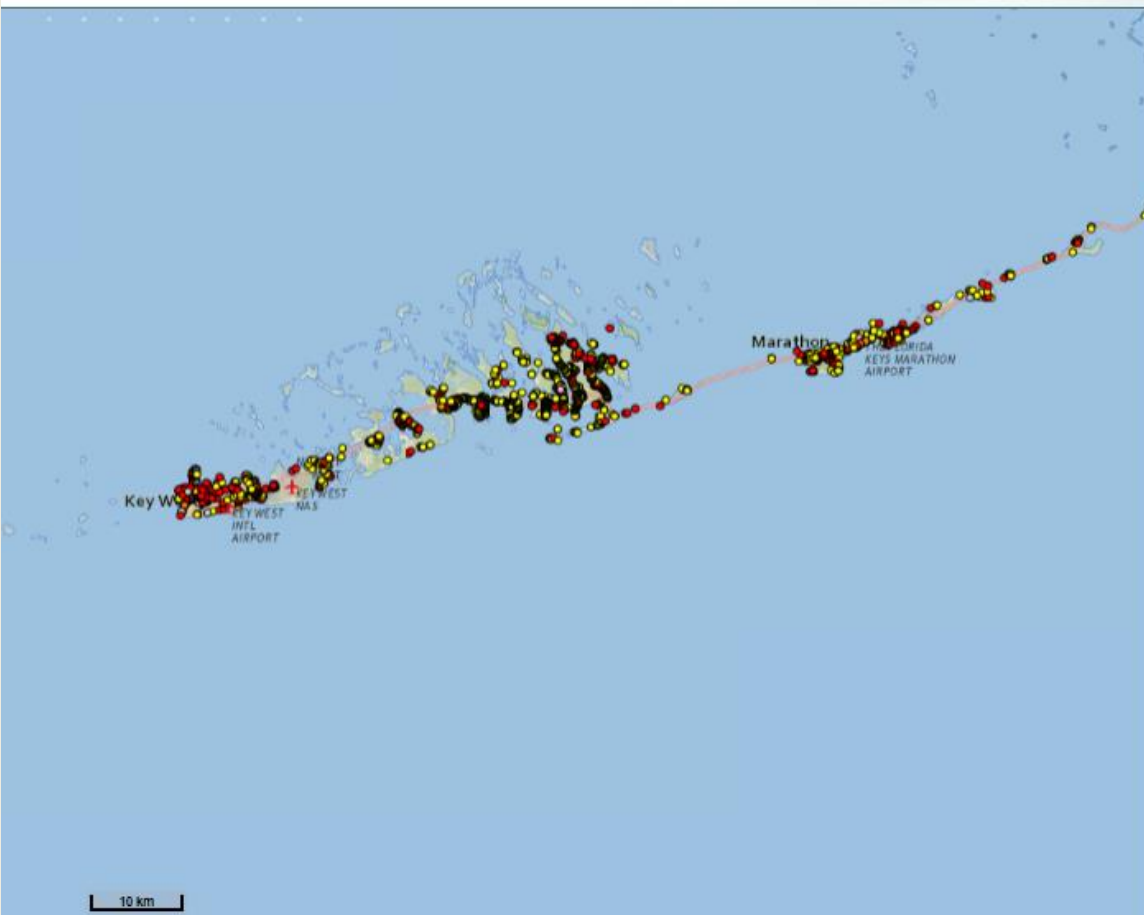 Marathon
FLORIDA
KEYS MARATHON
AIRPORT
Key W
KEY WEST
NAS
KEY WEST
INTL
AIRPORT
10 km